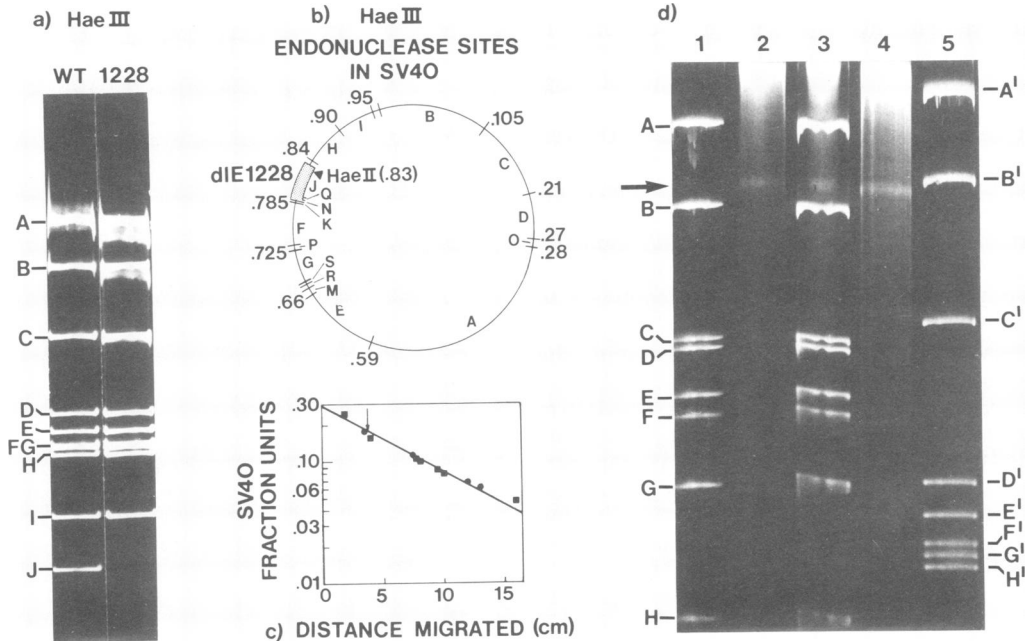 a) Hae III
WT 1228
A
B
C
D
E
FG
H
I
J
b) Hae III
ENDONUCLEASE SITES
IN SV40
.95
.90
.84
dlE1228
.785
.725
.66
.59
.105
.21
.27
.28
HaeII (.83)
B
C
D
O
A
E
M
R
S
G
P
F
K
N
Q
J
H
I
SV40
FRACTION UNITS
.30
.10
.06
.03
.01
0 5 10 15
c) DISTANCE MIGRATED (cm)
d)
1 2 3 4 5
A
B
C
D
E
F
G
H
A'
B'
C'
D'
E'
F'
G'
H'